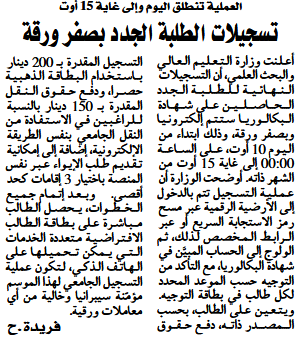 العملية تنطلق اليوم وإلى غاية 15 أوت
تسجيلات الطلبة الجدد بصفر ورقة
أعلنت وزارة التعليم العالي
والبحث العلمي، أن التسجيلات
النهائية للطلبة الجدد
الحاصلين على شهادة
البكالوريا ستتم إلكترونيا
وبصفر ورقة، وذلك ابتداء من
اليوم 10 أوت، على الساعة
00:00 إلى غاية 15 أوت من
الشهر ذاته. أوضحت الوزارة أن
عملية التسجيل تتم بالدخول
إلى الأرضية الرقمية عبر مسح
رمز الاستجابة السريع أو عبر
الرابط المخصص لذلك، ثم
الولوج إلى الحساب المبيّن في
شهادة البكالوريا، مع التأكد من
التوجيه حسب الموعد المحدد
لكل طالب في بطاقة التوجيه.
ويتعين على الطالب، بحسب
المصدر ذاته، دفع حقوق
التسجيل المقدرة بـ 200 دينار
باستخدام البطاقة الذهبية
حصرا، ودفع حقوق النقل
المقدرة بـ 150 دينار بالنسبة
للراغبين في الاستفادة من
النقل الجامعي بنفس الطريقة
الإلكترونية، إضافة إلى إمكانية
تقديم طلب الإيواء عبر نفس
المنصة باختيار 3 إقامات كحد
أقصى. وبعد إتمام جميع
الخطوات، يحصل الطالب
مباشرة على بطاقة الطالب
الافتراضية متعددة الخدمات
التي يمكن تحميلها على
الهاتف الذكي، لتكون عملية
التسجيل الجامعي لهذا الموسم
مؤمنة سيبرانيا وخالية من أي
معاملات ورقية.
فريدة.ح